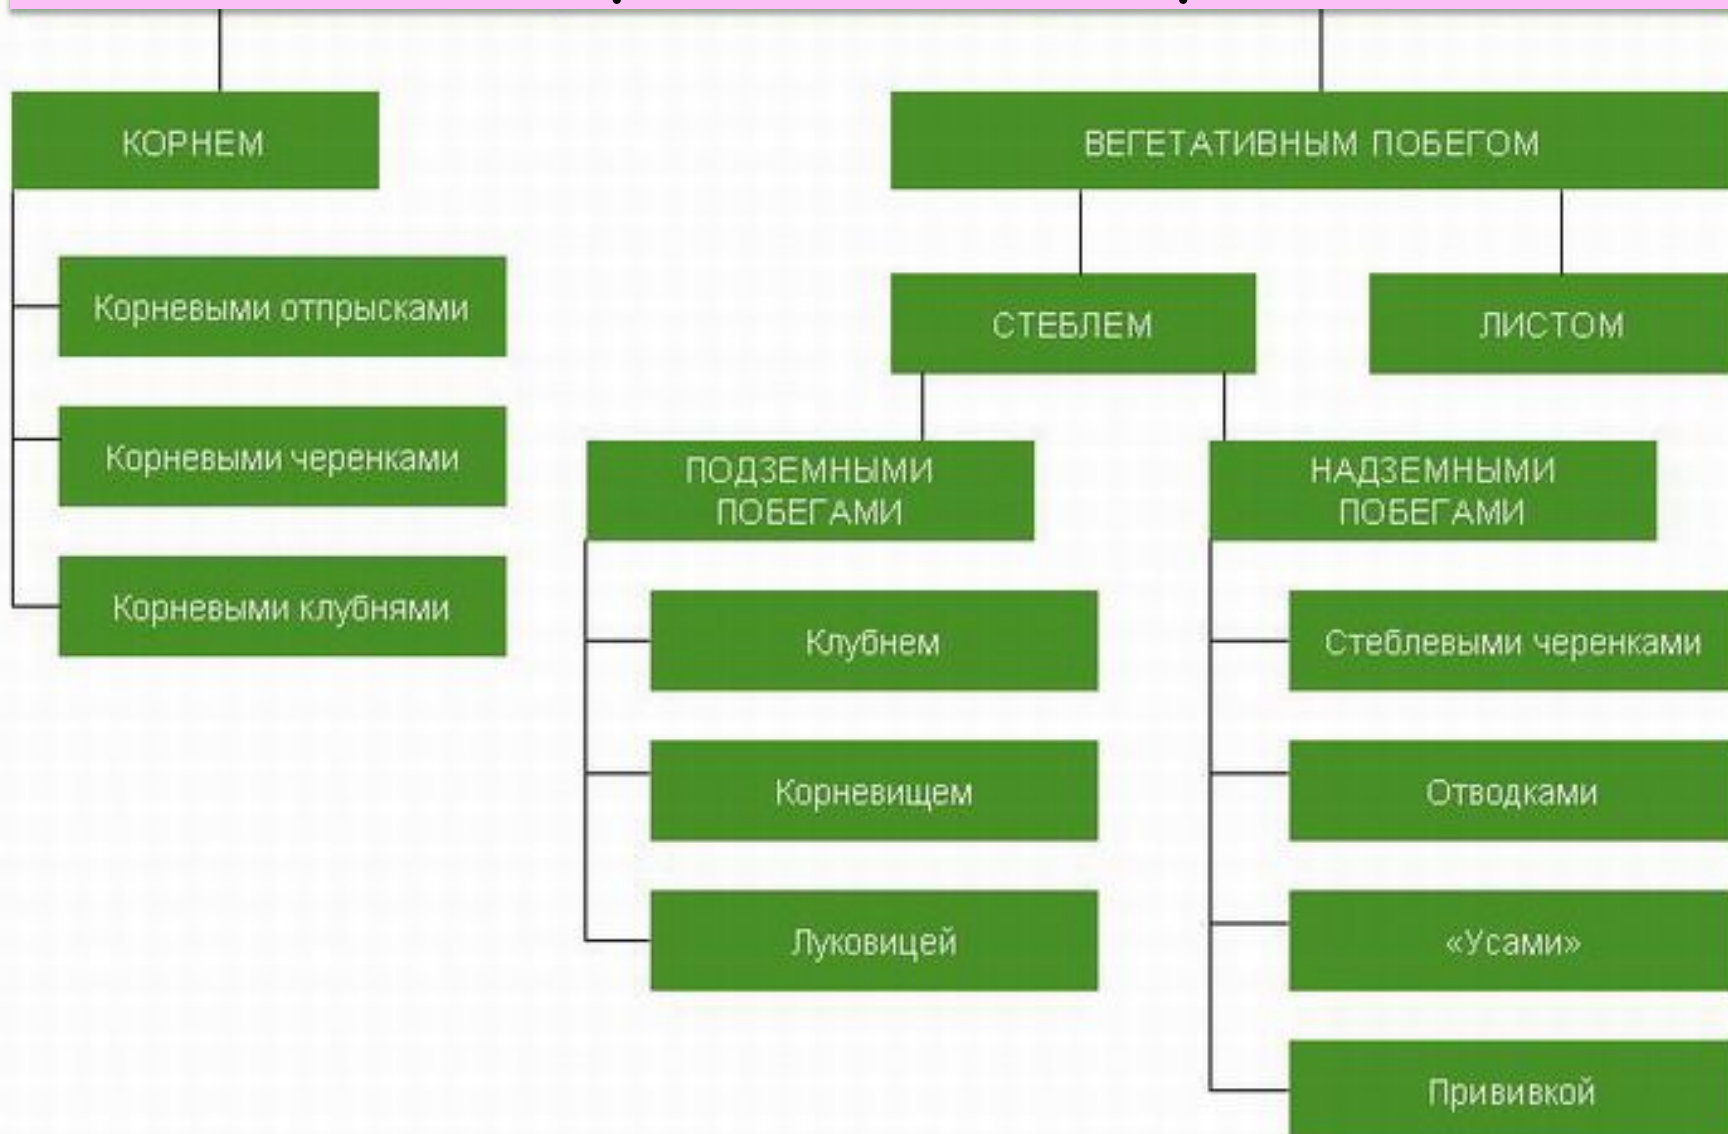 КОРНЕМ
ВЕГЕТАТИВНЫМ ПОБЕГОМ
Корневыми отпрысками
СТЕБЛЕМ
ЛИСТОМ
Корневыми черенками
ПОДЗЕМНЫМИ
ПОБЕГАМИ
НАДЗЕМНЫМИ
ПОБЕГАМИ
Корневыми клубнями
Клубнем
Стеблевыми черенками
Корневищем
Отводками
Луковицей
«Усами»
Прививкой